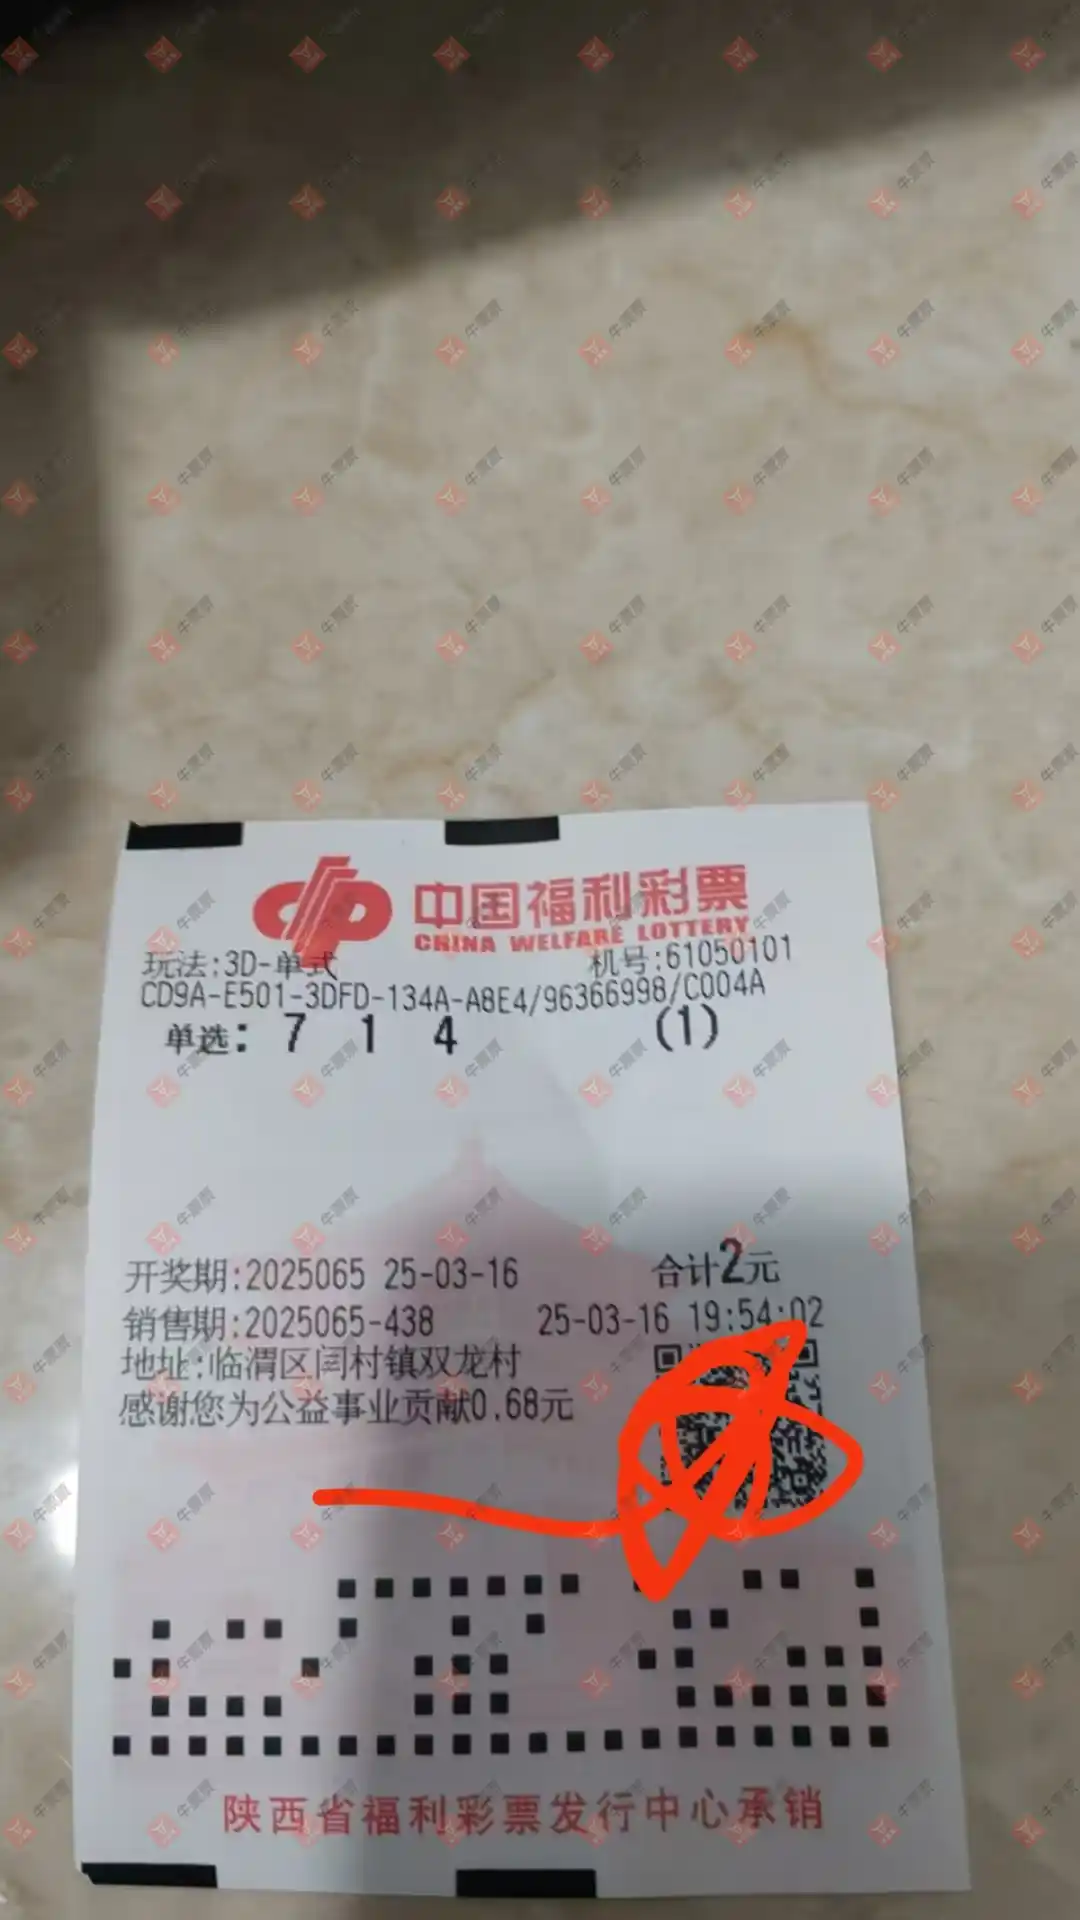 中国福利彩票
CHINA WELFARE LOTTERY
玩法:3D-单式 机号:61050101
CD9A-E501-3DFD-134A-A8E4/96366998/C004A
单选: 7 1 4 (1)
开奖期:2025065 25-03-16 合计2元
销售期:2025065-438 25-03-16 19:54:02
地址:临渭区闫村镇双龙村
感谢您为公益事业贡献0.68元
陕西省福利彩票发行中心承销
牛票票